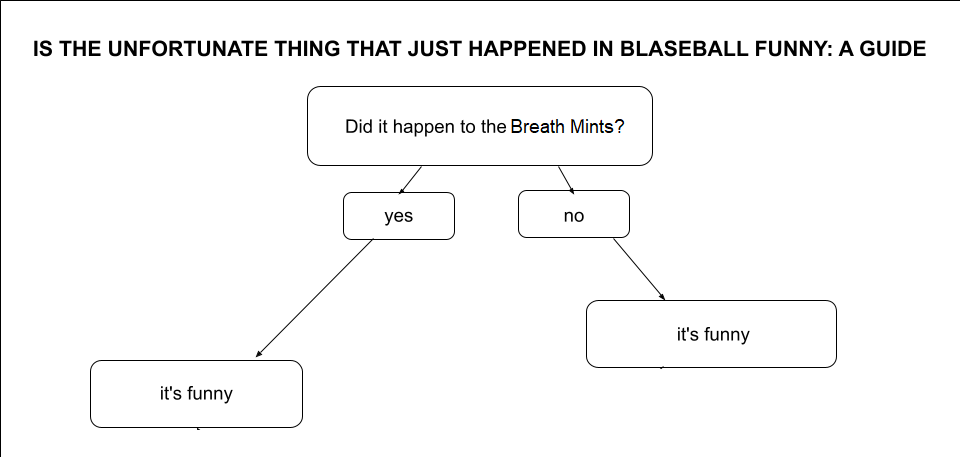 IS THE UNFORTUNATE THING THAT JUST HAPPENED IN BLASEBALL FUNNY: A GUIDE
Did it happen to the Breath Mints?
yes
no
it's funny
it's funny